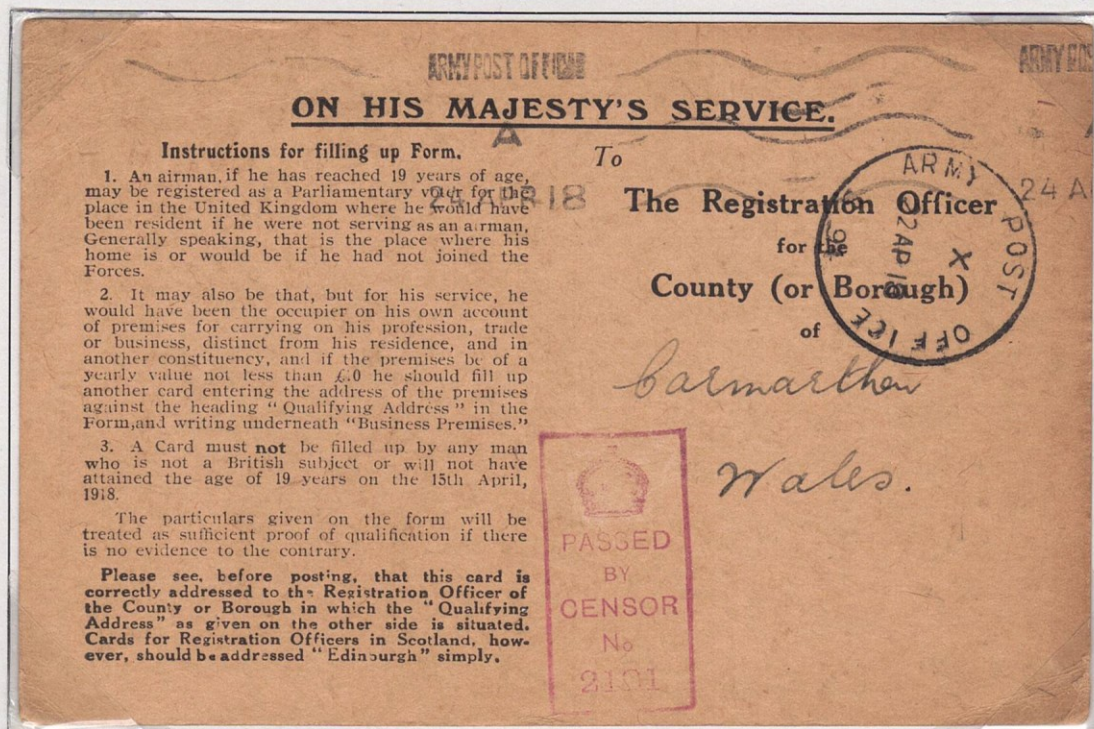 ARMY POST OFFICE
ARMY POS
ON HIS MAJESTY'S SERVICE.
A
24 APR 18
24 A
Instructions for filling up Form.
1. An airman, if he has reached 19 years of age,
may be registered as a Parliamentary voter for the
place in the United Kingdom where he would have
been resident if he were not serving as an airman,
Generally speaking, that is the place where his
home is or would be if he had not joined the
Forces.
2. It may also be that, but for his service, he
would have been the occupier on his own account
of premises for carrying on his profession, trade
or business, distinct from his residence, and in
another constituency, and if the premises be of a
yearly value not less than £.0 he should fill up
another card entering the address of the premises
against the heading "Qualifying Address" in the
Form,and writing underneath "Business Premises."
3. A Card must not be filled up by any man
who is not a British subject or will not have
attained the age of 19 years on the 15th April,
1918.
The particulars given on the form will be
treated as sufficient proof of qualification if there
is no evidence to the contrary.
Please see, before posting, that this card is
correctly addressed to the Registration Officer of
the County or Borough in which the "Qualifying
Address" as given on the other side is situated.
Cards for Registration Officers in Scotland, how-
ever, should be addressed "Edinburgh" simply.
To
The Registration Officer
for the
County (or Borough)
of
Carmarthen
Wales.
ARMY POST OFFICE
X
22 AP 18
PASSED
BY
CENSOR
No
2101